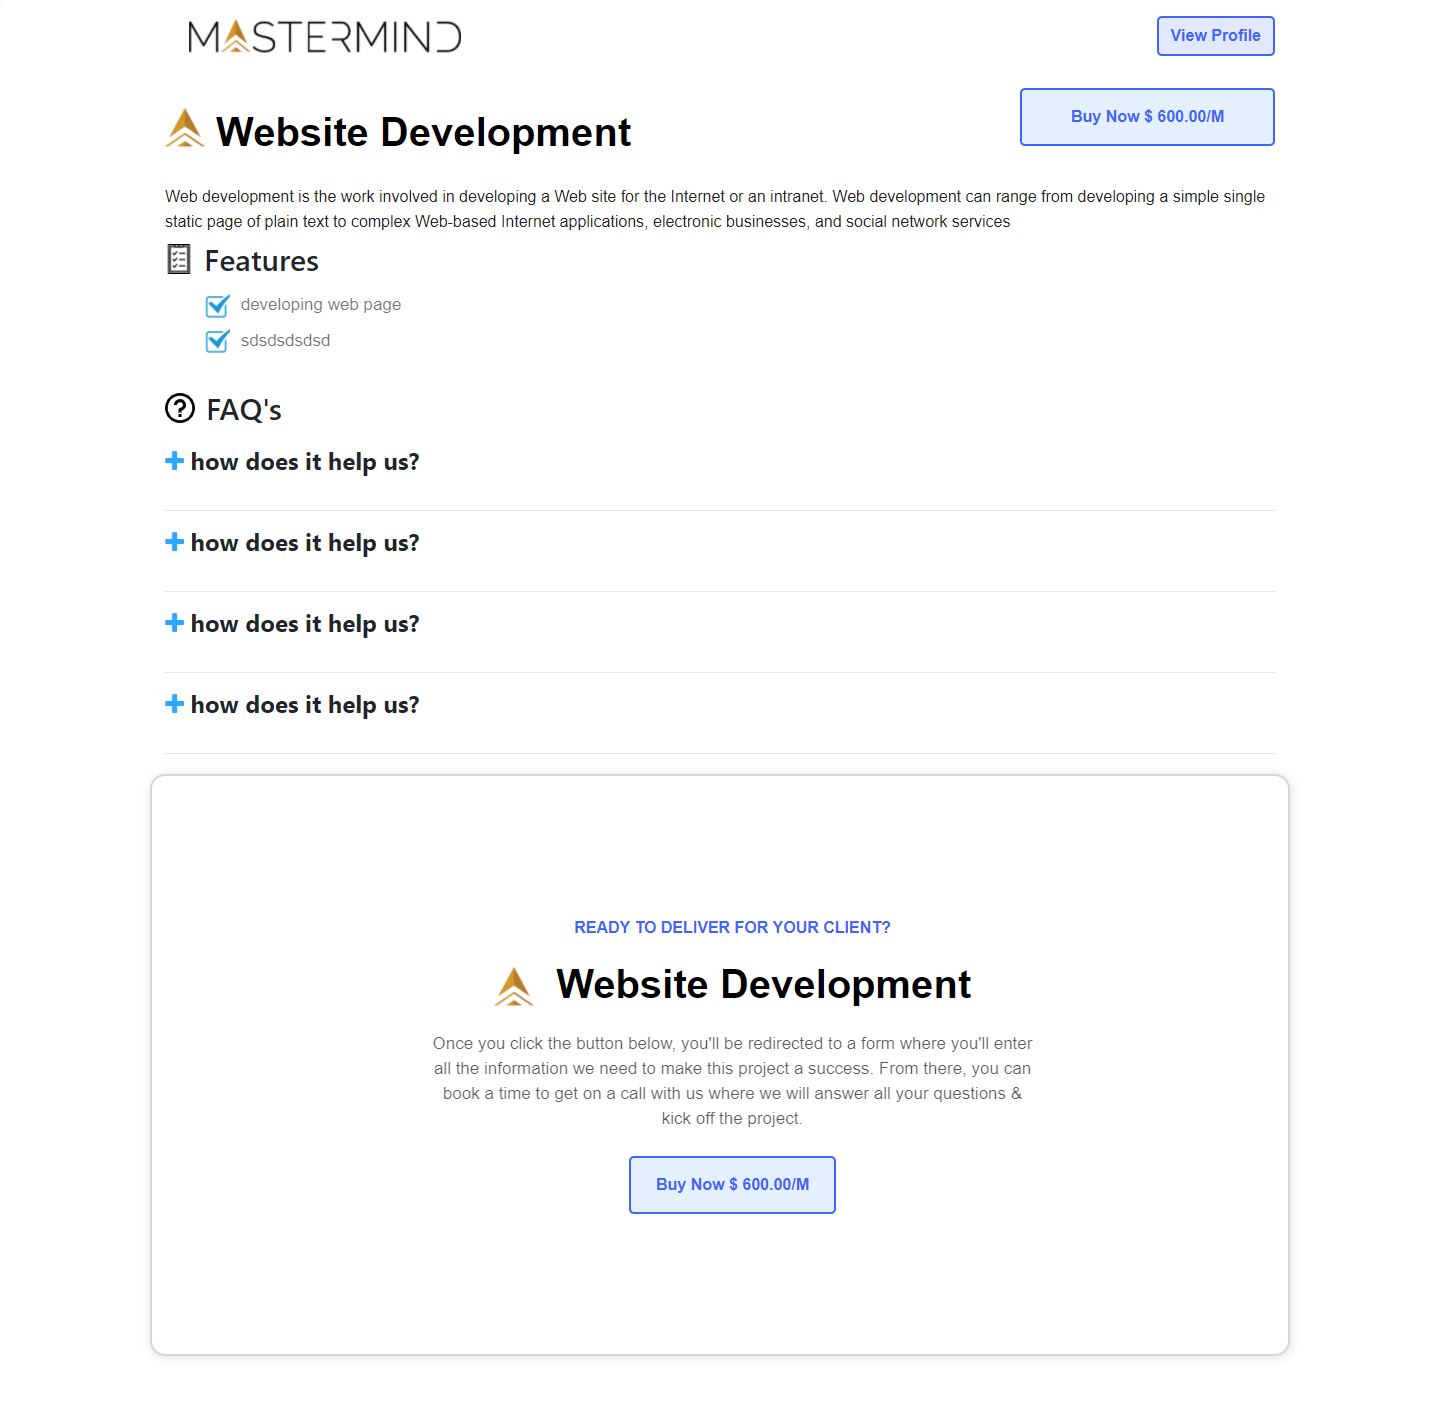 MASTERMIND
View Profile
Website Development
Buy Now $ 600.00/M
Web development is the work involved in developing a Web site for the Internet or an intranet. Web development can range from developing a simple single
static page of plain text to complex Web-based Internet applications, electronic businesses, and social network services
Features
developing web page
sdsdsdsdsd
FAQ's
how does it help us?
how does it help us?
how does it help us?
how does it help us?
READY TO DELIVER FOR YOUR CLIENT?
Website Development
Once you click the button below, you'll be redirected to a form where you'll enter
all the information we need to make this project a success. From there, you can
book a time to get on a call with us where we will answer all your questions &
kick off the project.
Buy Now $ 600.00/M